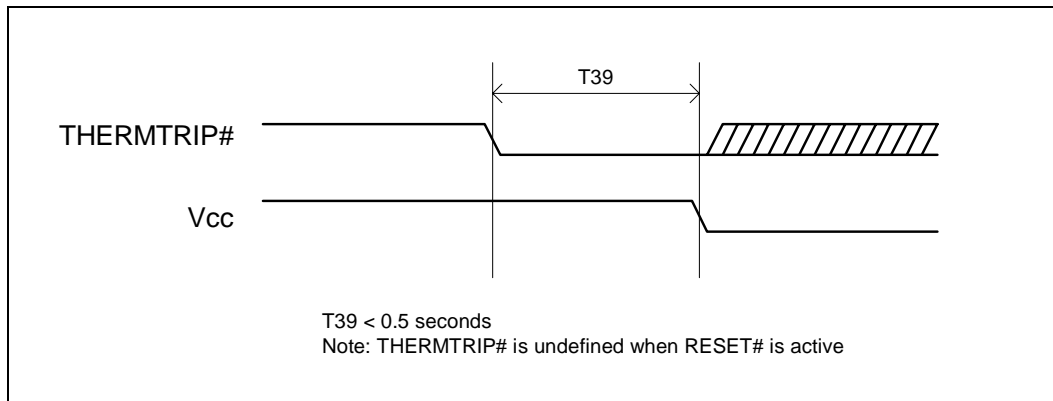 T39
THERMTRIP#
Vcc
T39 < 0.5 seconds
Note: THERMTRIP# is undefined when RESET# is active